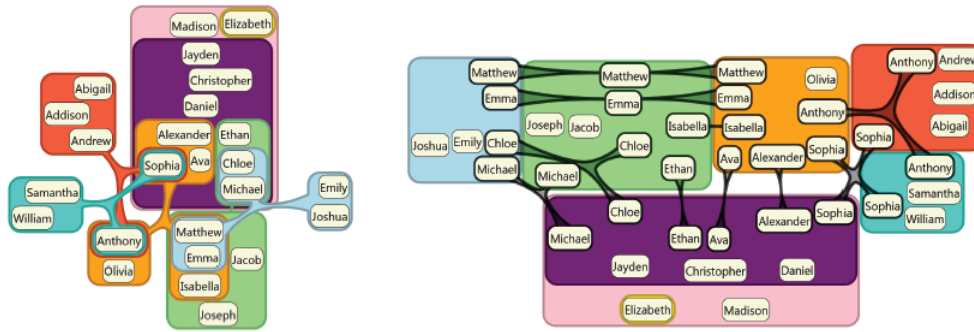 Madison
Elizabeth
Jayden
Christopher
Daniel
Abigail
Addison
Andrew
Alexander
Ethan
Sophia
Ava
Chloe
Michael
Samantha
William
Emily
Joshua
Anthony
Matthew
Olivia
Emma
Jacob
Isabella
Joseph
Matthew
Matthew
Matthew
Anthony
Andrew
Emma
Emma
Emma
Olivia
Addison
Anthony
Joseph
Jacob
Isabella
Isabella
Abigail
Joshua
Emily
Chloe
Chloe
Sophia
Sophia
Michael
Michael
Ethan
Ava
Alexander
Anthony
Samantha
Chloe
Sophia
Sophia
William
Michael
Ethan
Ava
Alexander
Jayden
Christopher
Daniel
Elizabeth
Madison